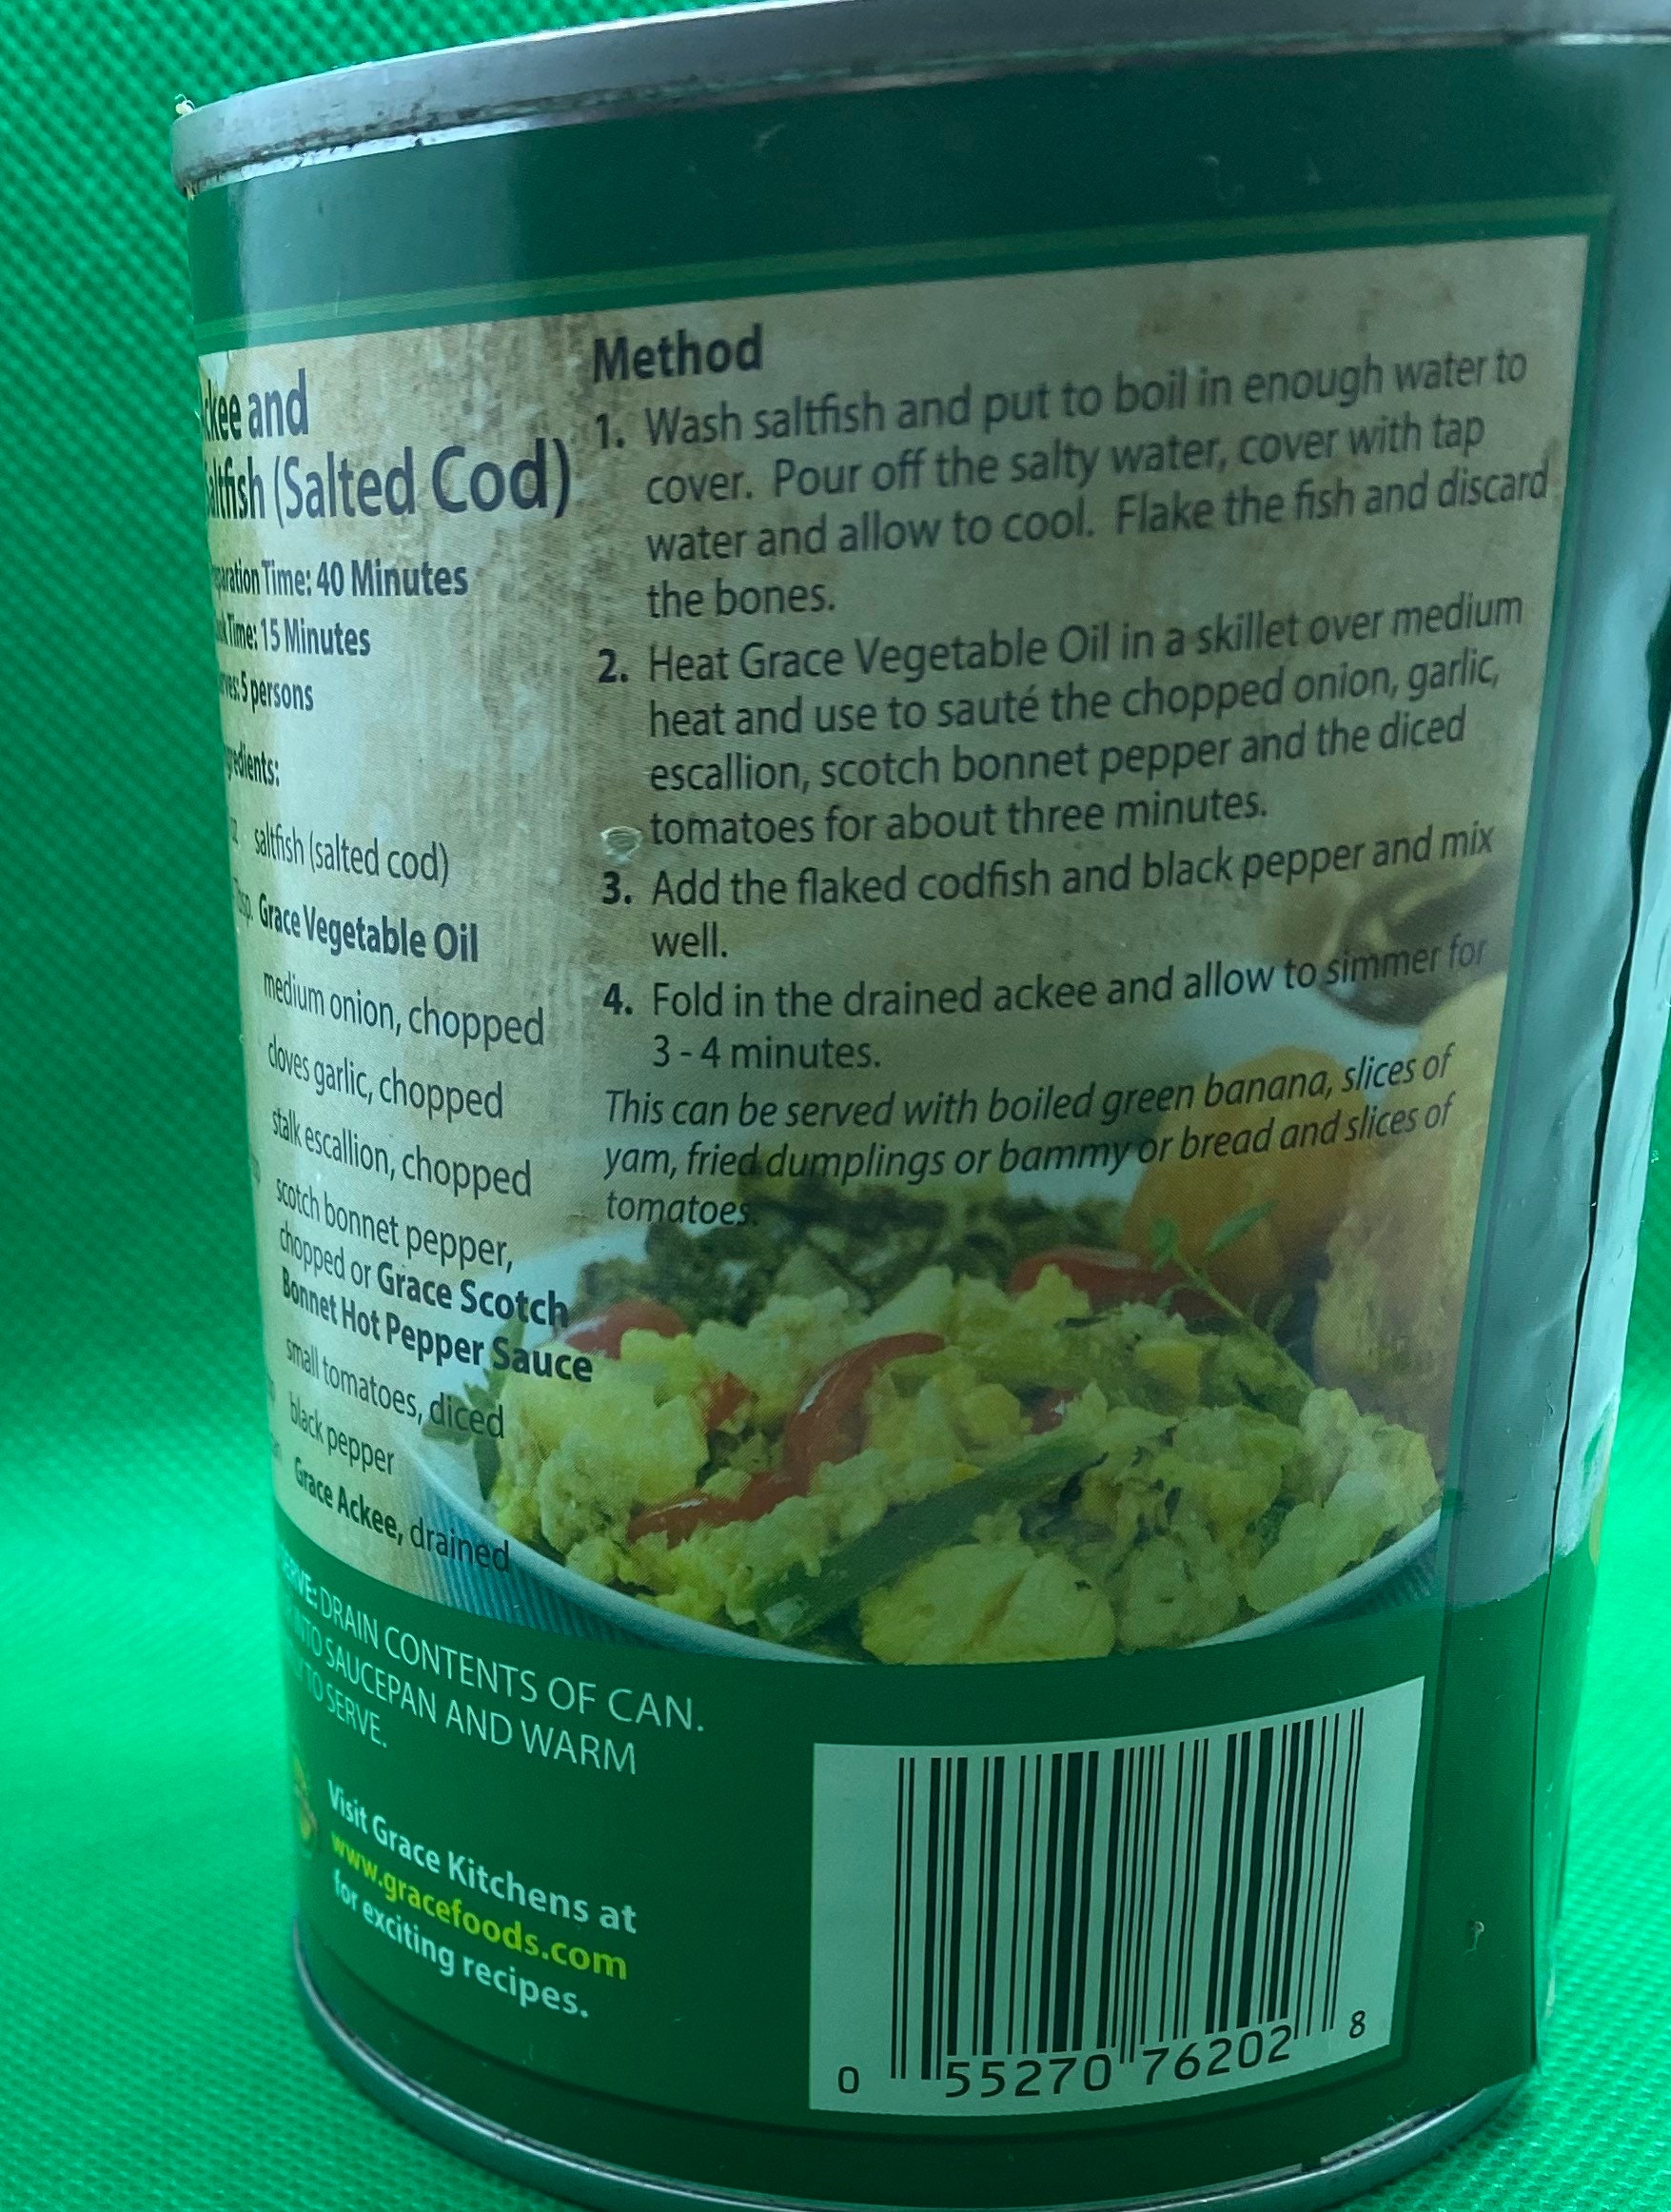 ckee and
altfish (Salted Cod)
paration Time: 40 Minutes
Time: 15 Minutes
5 persons
redients:
saltfish (salted cod)
Grace Vegetable Oil
medium onion, chopped
cloves garlic, chopped
stalk escallion, chopped
scotch bonnet pepper,
chopped or Grace Scotch
Bonnet Hot Pepper Sauce
small tomatoes, diced
black pepper
Grace Ackee, drained
Method
1. Wash saltfish and put to boil in enough water to
cover. Pour off the salty water, cover with tap
water and allow to cool. Flake the fish and discard
the bones.
2. Heat Grace Vegetable Oil in a skillet over medium
heat and use to sauté the chopped onion, garlic,
escallion, scotch bonnet pepper and the diced
tomatoes for about three minutes.
3. Add the flaked codfish and black pepper and mix
well.
4. Fold in the drained ackee and allow to simmer for
3 - 4 minutes.
This can be served with boiled green banana, slices of
yam, fried dumplings or bammy or bread and slices of
tomatoes.
ERVE: DRAIN CONTENTS OF CAN.
INTO SAUCEPAN AND WARM
TO SERVE.
Visit Grace Kitchens at
www.gracefoods.com
for exciting recipes.
0 55270 76202 8